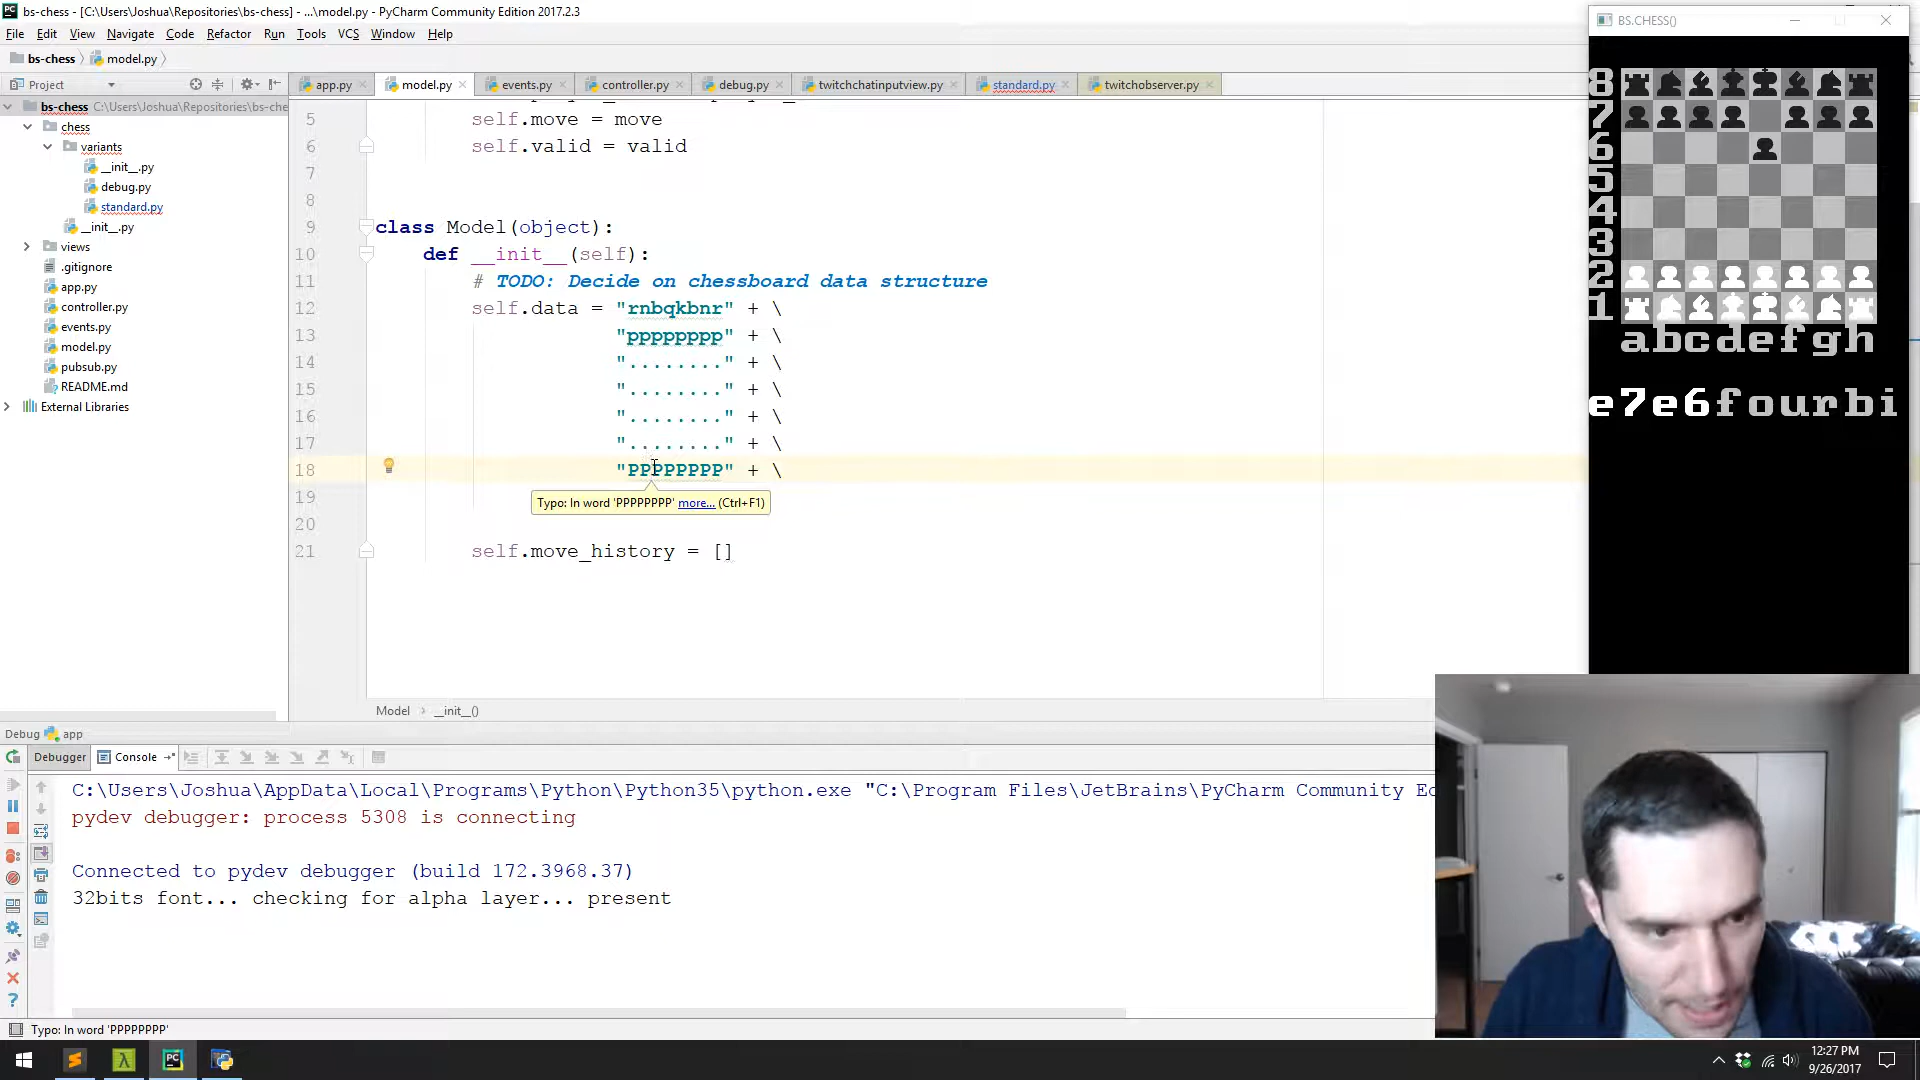 bs-chess - [C:\Users\Joshua\Repositories\bs-chess] - ...\model.py - PyCharm Community Edition 2017.2.3
File Edit View Navigate Code Refactor Run Tools VCS Window Help
bs-chess model.py
Project
app.py model.py events.py controller.py debug.py twitchchatinputview.py standard.py twitchobserver.py
bs-chess C:\Users\Joshua\Repositories\bs-che
chess
variants
__init__.py
debug.py
standard.py
__init__.py
views
.gitignore
app.py
controller.py
events.py
model.py
pubsub.py
README.md
External Libraries
5 self.move = move
6 self.valid = valid
7
8
9 class Model(object):
10 def __init__(self):
11 # TODO: Decide on chessboard data structure
12 self.data = "rnbqkbnr" + \
13 "pppppppp" + \
14 "........" + \
15 "........" + \
16 "........" + \
17 "........" + \
18 "PPPPPPPP" + \
19
Typo: In word 'PPPPPPPP' more... (Ctrl+F1)
20
21 self.move_history = []
Model __init__()
BS.CHESS()
8
7
6
5
4
3
2
1
abcdefgh
e7e6fourbi
Debug app
Debugger Console
C:\Users\Joshua\AppData\Local\Programs\Python\Python35\python.exe "C:\Program Files\JetBrains\PyCharm Community Ed
pydev debugger: process 5308 is connecting
Connected to pydev debugger (build 172.3968.37)
32bits font... checking for alpha layer... present
Typo: In word 'PPPPPPPP'
12:27 PM
9/26/2017